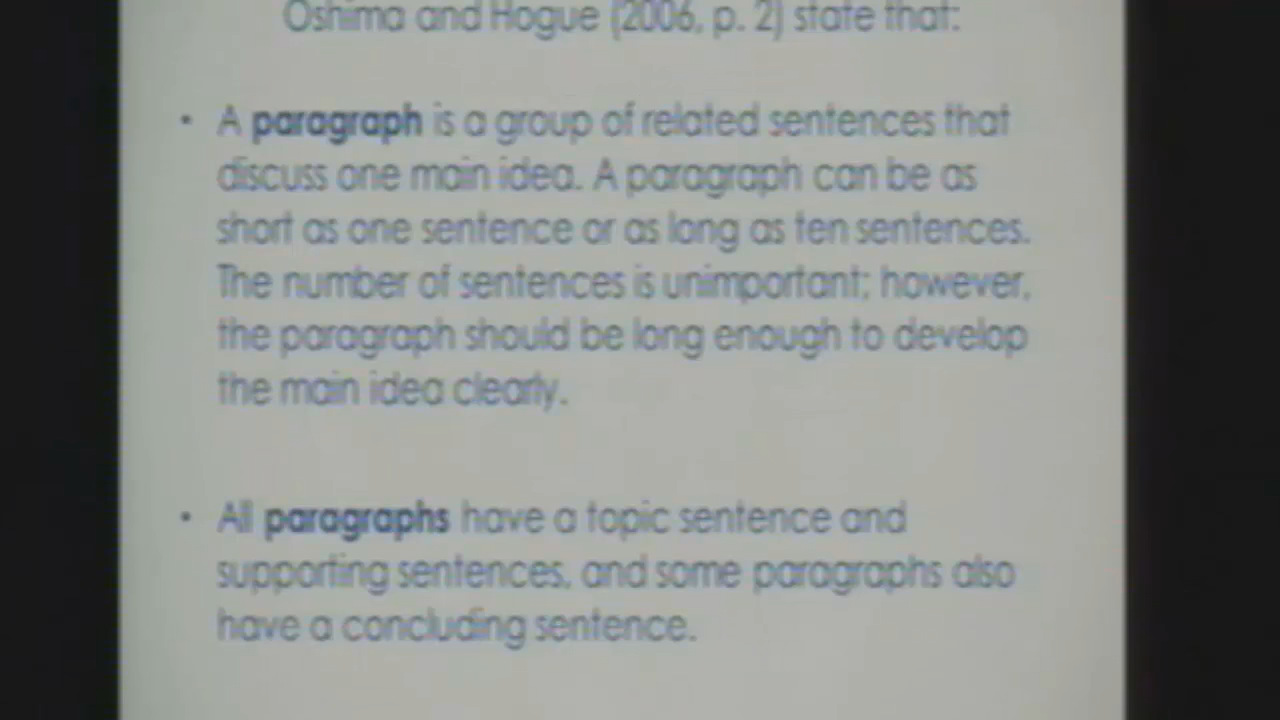 Oshima and Hogue (2006, p. 2) state that:
• A paragraph is a group of related sentences that
discuss one main idea. A paragraph can be as
short as one sentence or as long as ten sentences.
The number of sentences is unimportant; however,
the paragraph should be long enough to develop
the main idea clearly.
• All paragraphs have a topic sentence and
supporting sentences, and some paragraphs also
have a concluding sentence.